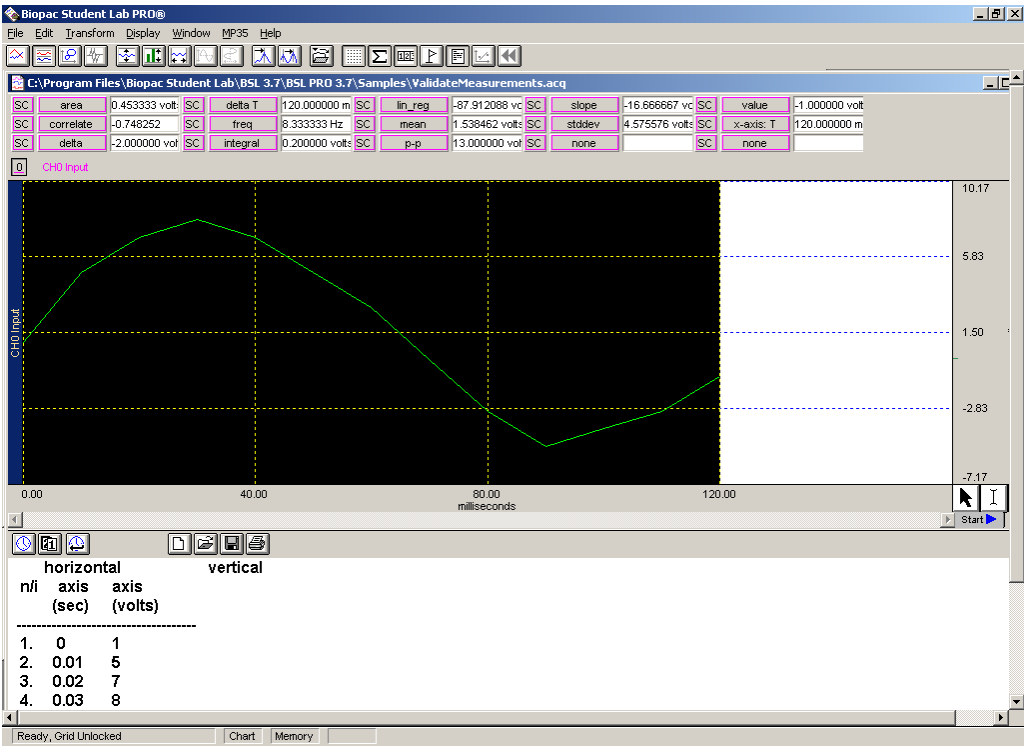 Biopac Student Lab PRO®
File Edit Transform Display Window MP35 Help
C:\Program Files\Biopac Student Lab\BSL 3.7\BSL PRO 3.7\Samples\ValidateMeasurements.acq
SC area 0.453333 volt: SC delta T 120.000000 m SC lin_reg -87.912088 vc SC slope -16.666667 vc SC value -1.000000 volt
SC correlate -0.748252 SC freq 8.333333 Hz SC mean 1.538462 volts SC stddev 4.575576 volts SC x-axis: T 120.000000 m
SC delta -2.000000 vol SC integral 0.200000 volts SC p-p 13.000000 vol SC none SC none
0 CH0 Input
CH0 Input
10.17
5.83
1.50
-2.83
-7.17
0.00 40.00 80.00 120.00
milliseconds
Start
horizontal vertical
n/i axis axis
(sec) (volts)
------------------------------------
1. 0 1
2. 0.01 5
3. 0.02 7
4. 0.03 8
Ready, Grid Unlocked Chart Memory